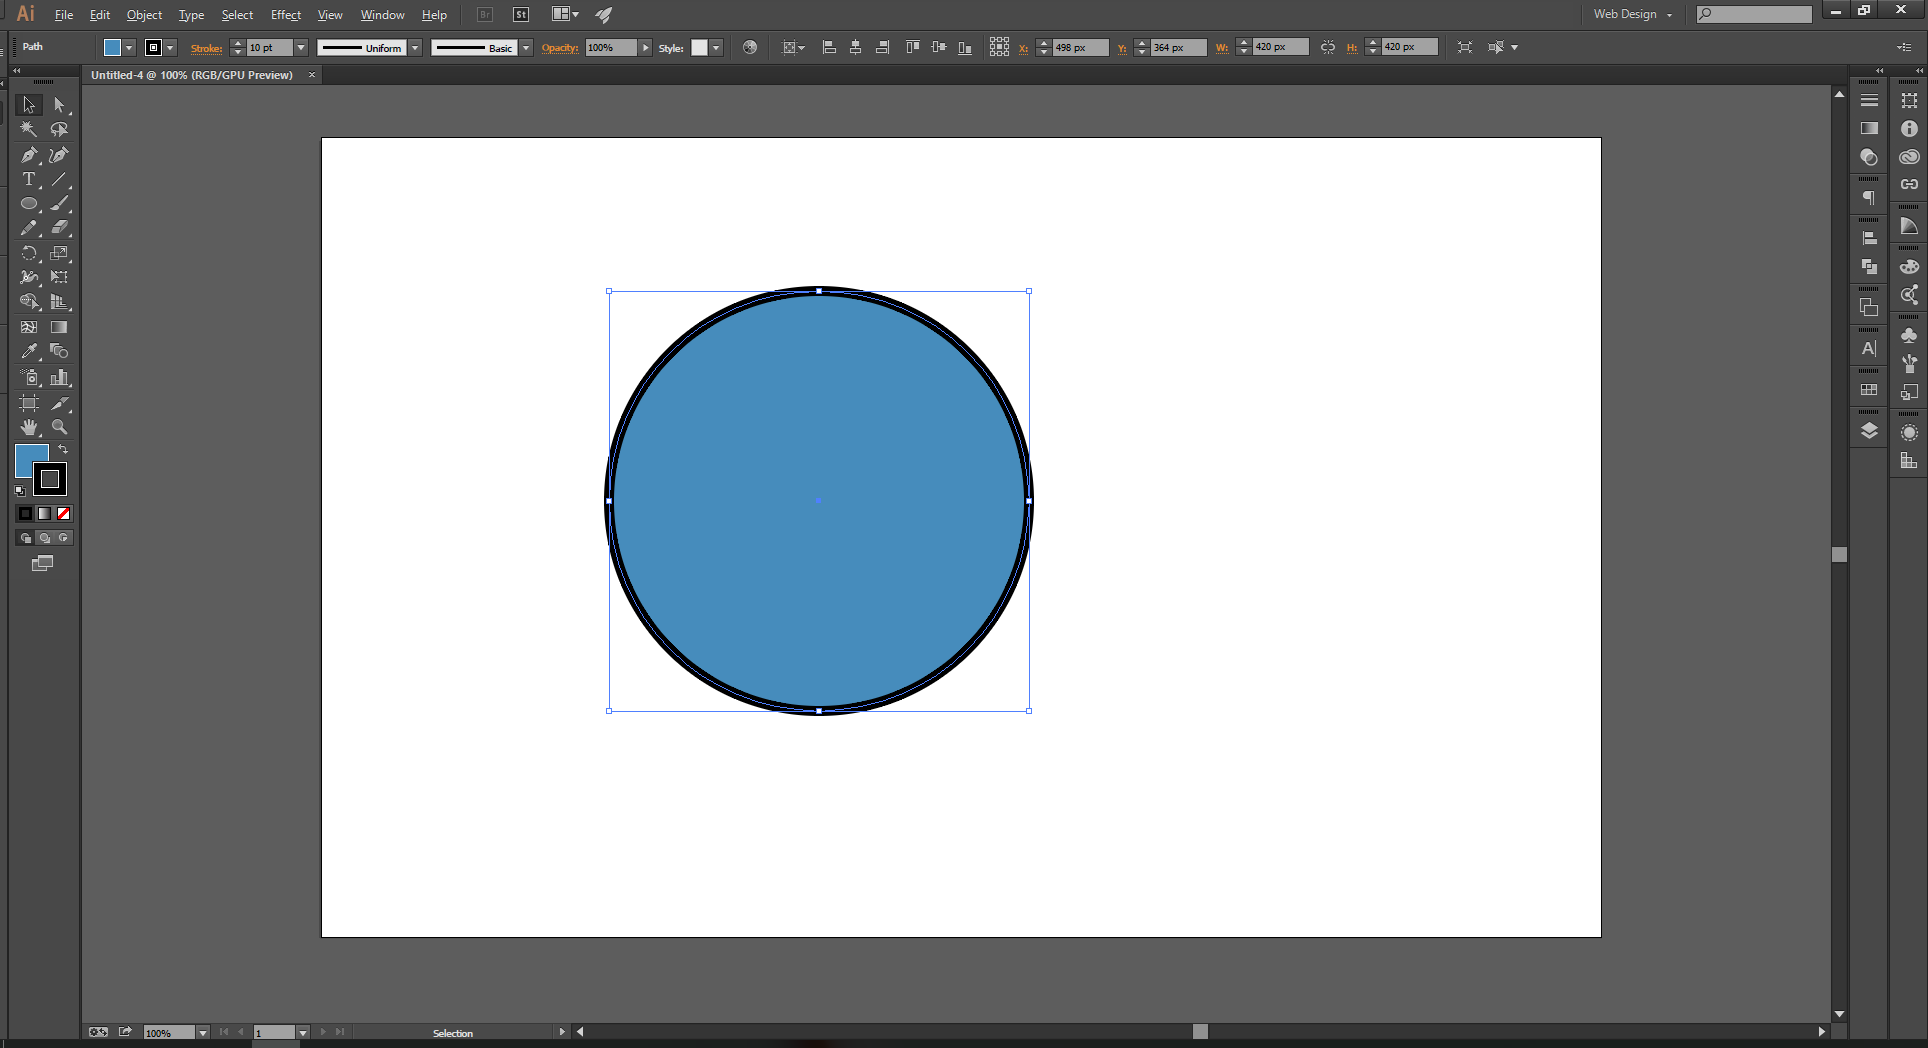 Ai File Edit Object Type Select Effect View Window Help Br St Web Design
Path Stroke: 10 pt Uniform Basic Opacity: 100% Style: X: 498 px Y: 364 px W: 420 px H: 420 px
Untitled-4 @ 100% (RGB/GPU Preview) ×
100% 1 Selection